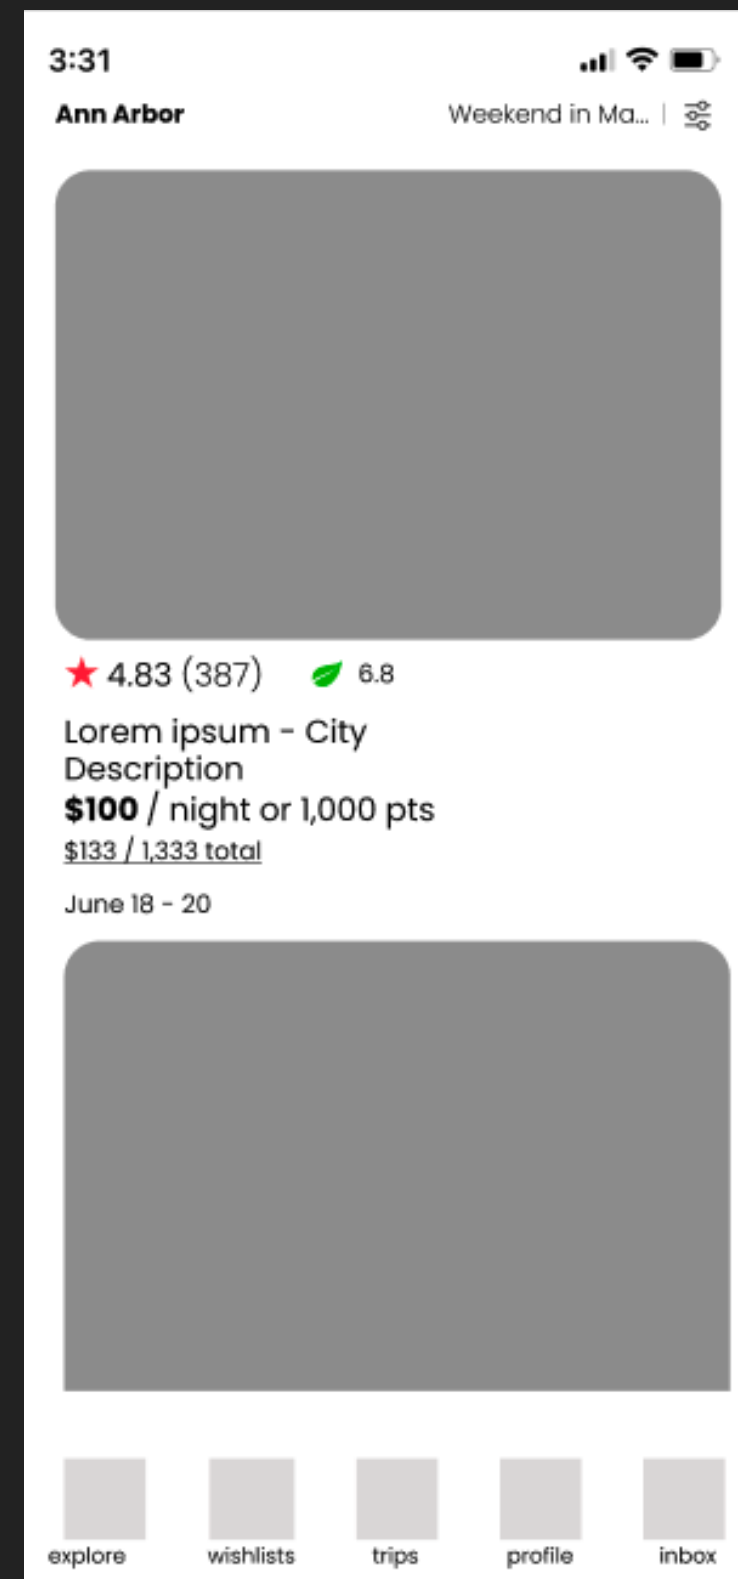 3:31
Ann Arbor Weekend in Ma... |
4.83 (387) 6.8
Lorem ipsum - City
Description
$100 / night or 1,000 pts
$133 / 1,333 total
June 18 - 20
explore wishlists trips profile inbox